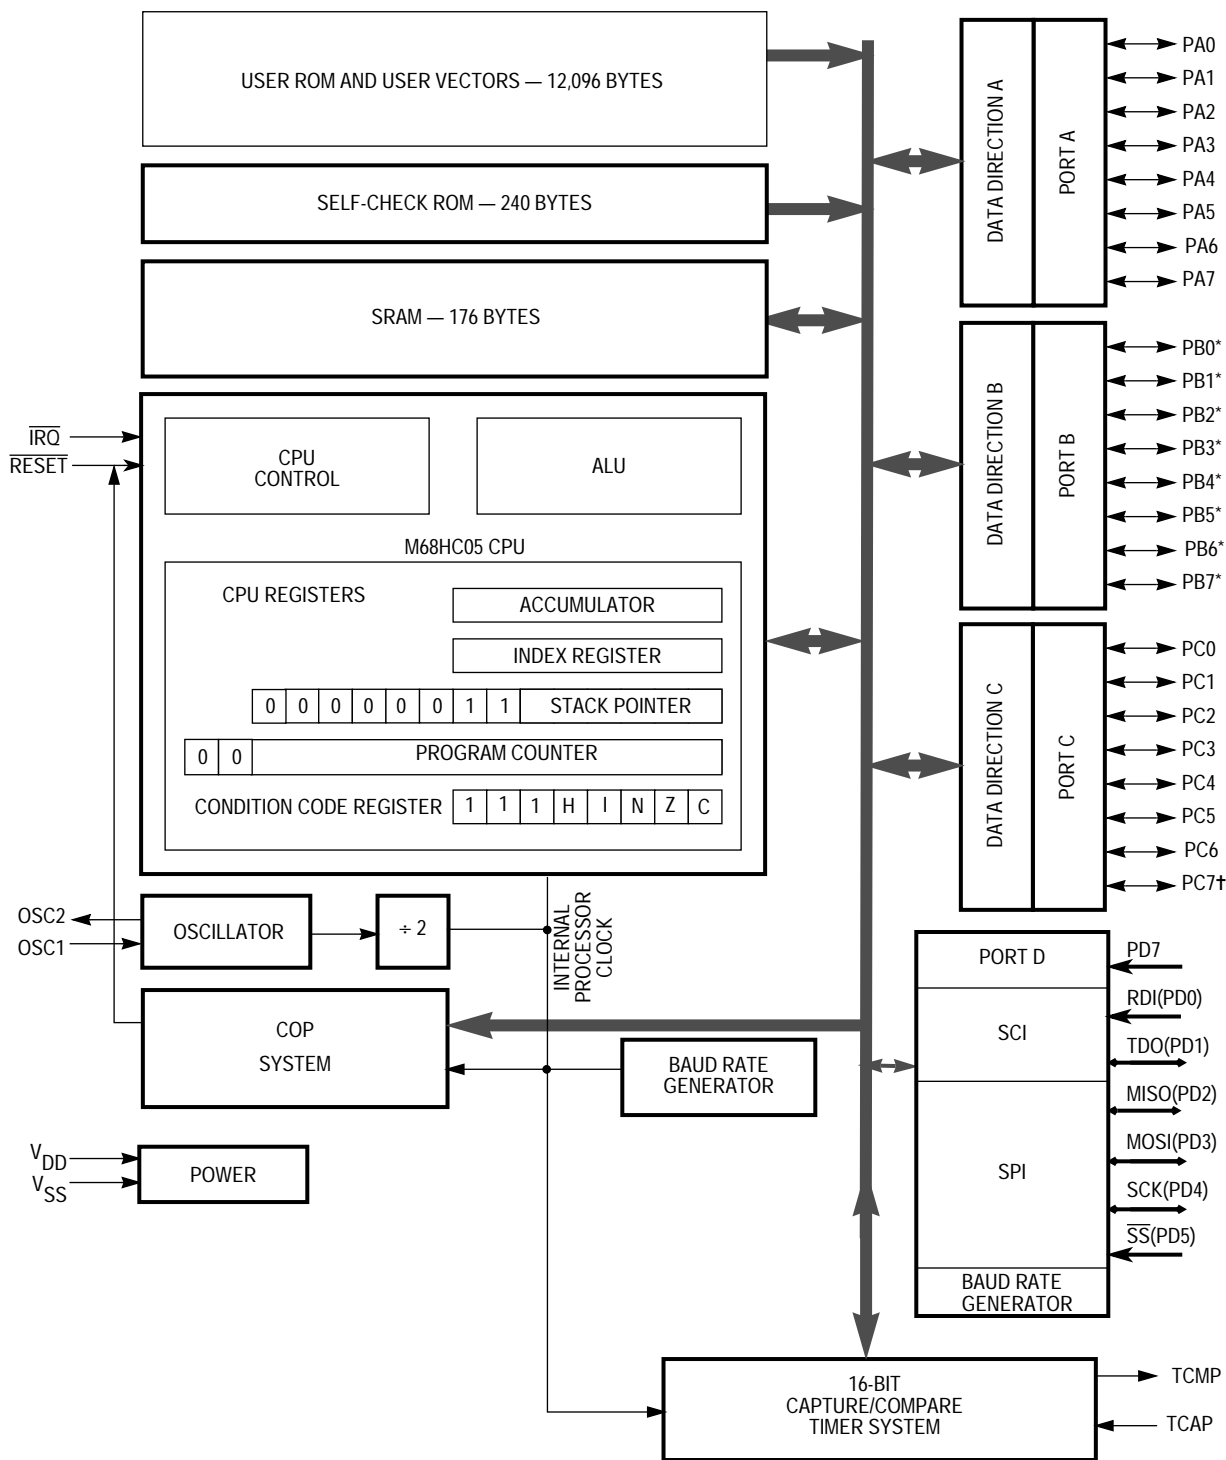 USER ROM AND USER VECTORS — 12,096 BYTES
SELF-CHECK ROM — 240 BYTES
SRAM — 176 BYTES
IRQ
RESET
CPU
CONTROL
ALU
M68HC05 CPU
CPU REGISTERS
ACCUMULATOR
INDEX REGISTER
0 0 0 0 0 0 1 1 STACK POINTER
0 0 PROGRAM COUNTER
CONDITION CODE REGISTER 1 1 1 H I N Z C
OSC2
OSC1
OSCILLATOR
÷ 2
INTERNAL
PROCESSOR
CLOCK
COP
SYSTEM
BAUD RATE
GENERATOR
VDD
VSS
POWER
DATA DIRECTION A
PORT A
PA0
PA1
PA2
PA3
PA4
PA5
PA6
PA7
DATA DIRECTION B
PORT B
PB0*
PB1*
PB2*
PB3*
PB4*
PB5*
PB6*
PB7*
DATA DIRECTION C
PORT C
PC0
PC1
PC2
PC3
PC4
PC5
PC6
PC7†
PORT D
SCI
SPI
BAUD RATE
GENERATOR
PD7
RDI(PD0)
TDO(PD1)
MISO(PD2)
MOSI(PD3)
SCK(PD4)
SS(PD5)
16-BIT
CAPTURE/COMPARE
TIMER SYSTEM
TCMP
TCAP